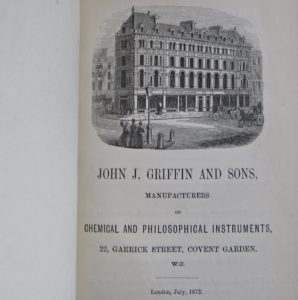 JOHN J. GRIFFIN AND SONS,
MANUFACTURERS
OF
CHEMICAL AND PHILOSOPHICAL INSTRUMENTS,
22, GARRICK STREET, COVENT GARDEN,
W.C.
London, July, 1873.